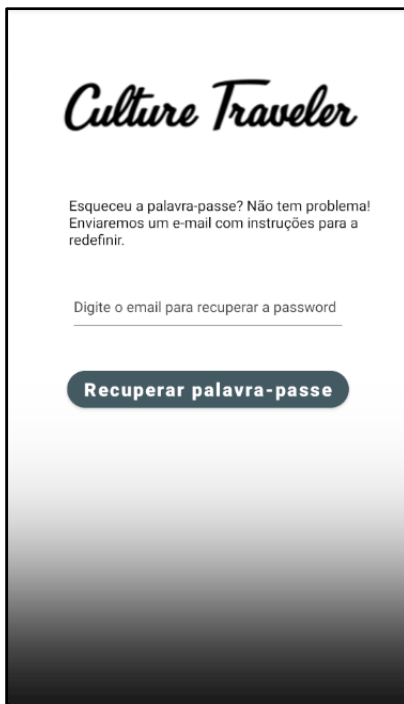 Culture Traveler
Esqueceu a palavra-passe? Não tem problema!
Enviaremos um e-mail com instruções para a
redefinir.
Digite o email para recuperar a password
Recuperar palavra-passe